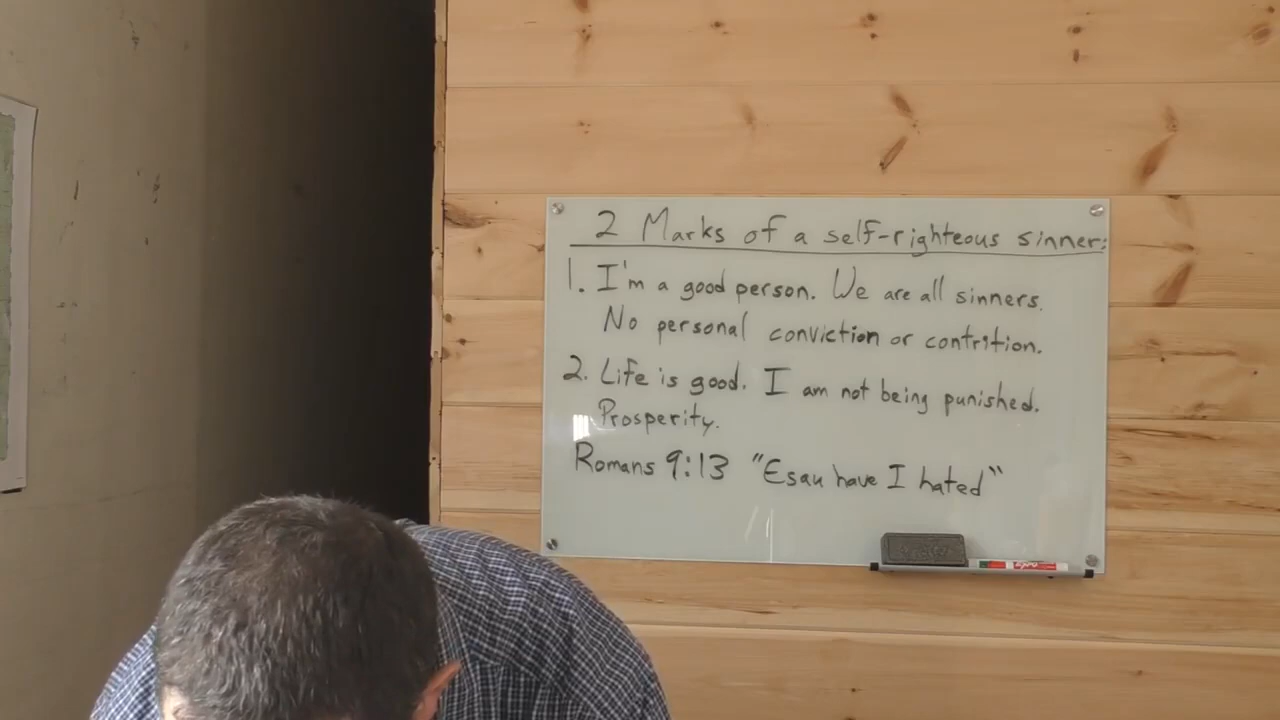 2 Marks of a self-righteous sinner:
1. I'm a good person. We are all sinners.
No personal conviction or contrition.
2. Life is good. I am not being punished.
Prosperity.
Romans 9:13 "Esau have I hated"
EXPO